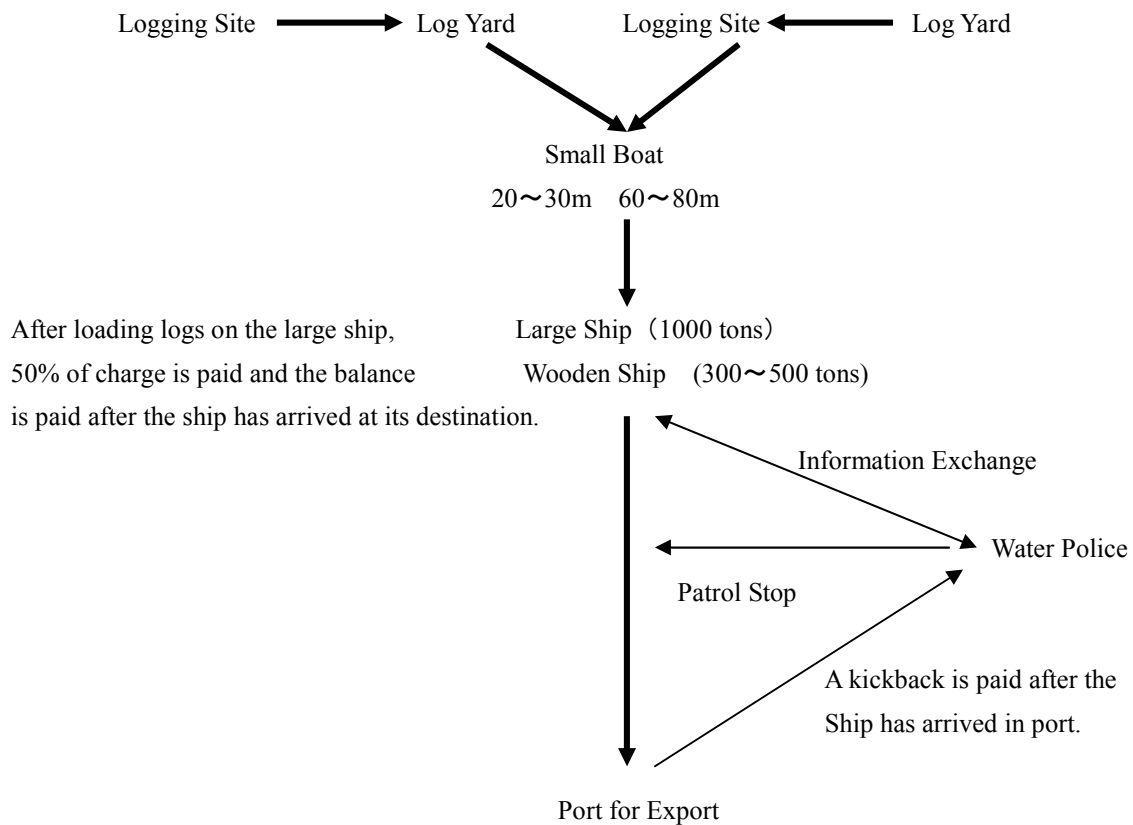 Logging Site Log Yard Logging Site Log Yard
Small Boat
20～30m 60～80m
After loading logs on the large ship,
50% of charge is paid and the balance
is paid after the ship has arrived at its destination.
Large Ship（1000 tons）
Wooden Ship (300～500 tons)
Information Exchange
Water Police
Patrol Stop
A kickback is paid after the
Ship has arrived in port.
Port for Export